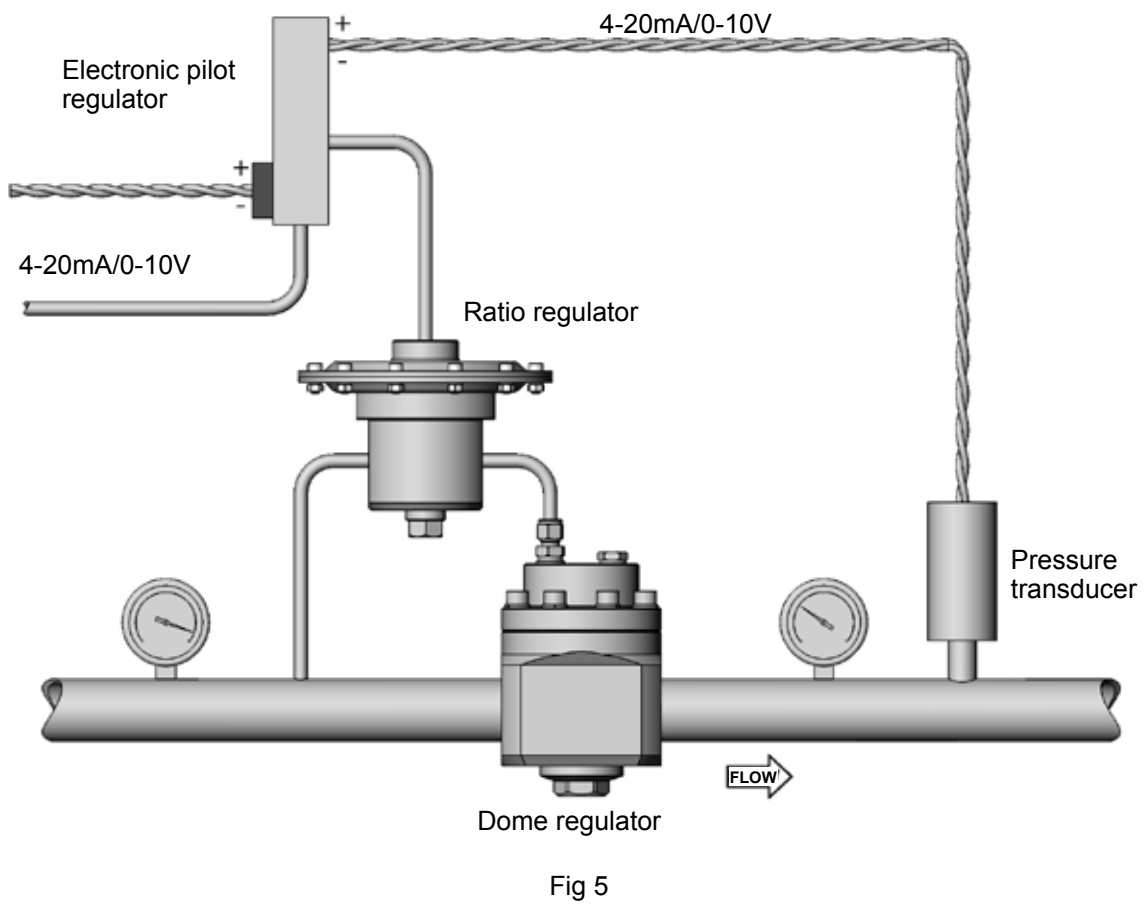 +
4-20mA/0-10V
-
Electronic pilot
regulator
+
-
4-20mA/0-10V
Ratio regulator
Pressure
transducer
FLOW
Dome regulator
Fig 5